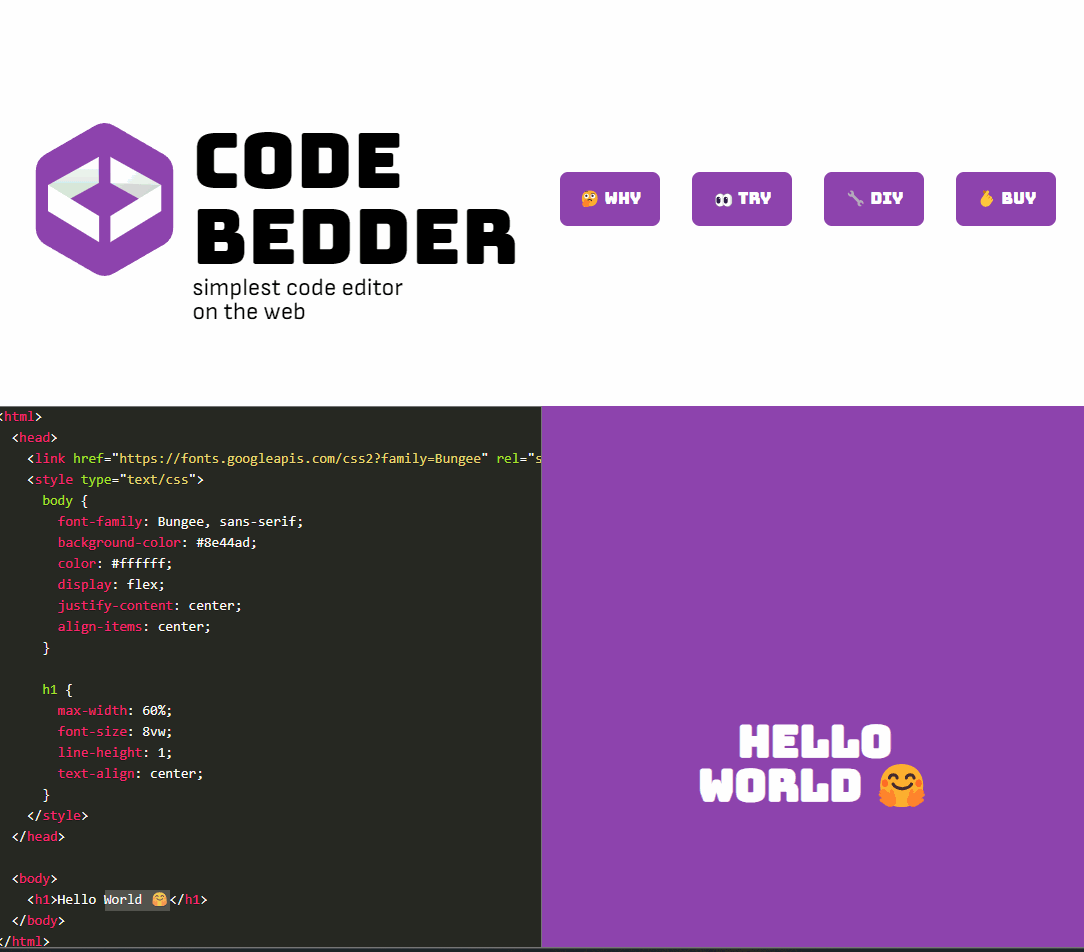 CODE
BEDDER
simplest code editor
on the web
🤔 WHY
👀 TRY
🔧 DIY
🫰 BUY
<html>
  <head>
    <link href="https://fonts.googleapis.com/css2?family=Bungee" rel="s
    <style type="text/css">
      body {
        font-family: Bungee, sans-serif;
        background-color: #8e44ad;
        color: #ffffff;
        display: flex;
        justify-content: center;
        align-items: center;
      }
      h1 {
        max-width: 60%;
        font-size: 8vw;
        line-height: 1;
        text-align: center;
      }
    </style>
  </head>
  <body>
    <h1>Hello World 🤗</h1>
  </body>
</html>
HELLO
WORLD 🤗